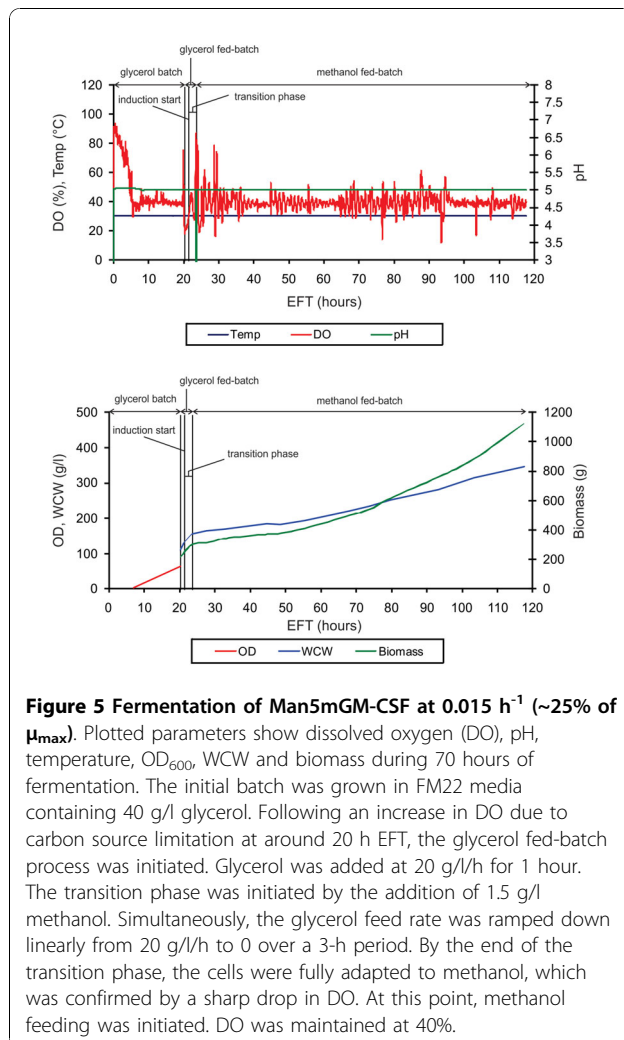 glycerol fed-batch
glycerol batch
methanol fed-batch
induction start
transition phase
120
100
80
60
40
20
0
DO (%), Temp (°C)
8
7.5
7
6.5
6
5.5
5
4.5
4
3.5
3
pH
0 10 20 30 40 50 60 70 80 90 100 110 120
EFT (hours)
Temp DO pH
glycerol fed-batch
glycerol batch
methanol fed-batch
induction start
transition phase
500
400
300
200
100
0
OD, WCW (g/l)
1200
1000
800
600
400
200
0
Biomass (g)
0 10 20 30 40 50 60 70 80 90 100 110 120
EFT (hours)
OD WCW Biomass
Figure 5 Fermentation of Man5mGM-CSF at 0.015 h⁻¹ (~25% of
μmax). Plotted parameters show dissolved oxygen (DO), pH,
temperature, OD₆₀₀, WCW and biomass during 70 hours of
fermentation. The initial batch was grown in FM22 media
containing 40 g/l glycerol. Following an increase in DO due to
carbon source limitation at around 20 h EFT, the glycerol fed-batch
process was initiated. Glycerol was added at 20 g/l/h for 1 hour.
The transition phase was initiated by the addition of 1.5 g/l
methanol. Simultaneously, the glycerol feed rate was ramped down
linearly from 20 g/l/h to 0 over a 3-h period. By the end of the
transition phase, the cells were fully adapted to methanol, which
was confirmed by a sharp drop in DO. At this point, methanol
feeding was initiated. DO was maintained at 40%.